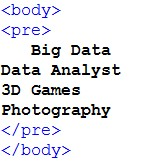 <body>
<pre>
   Big Data
Data Analyst
3D Games
Photography
</pre>
</body>